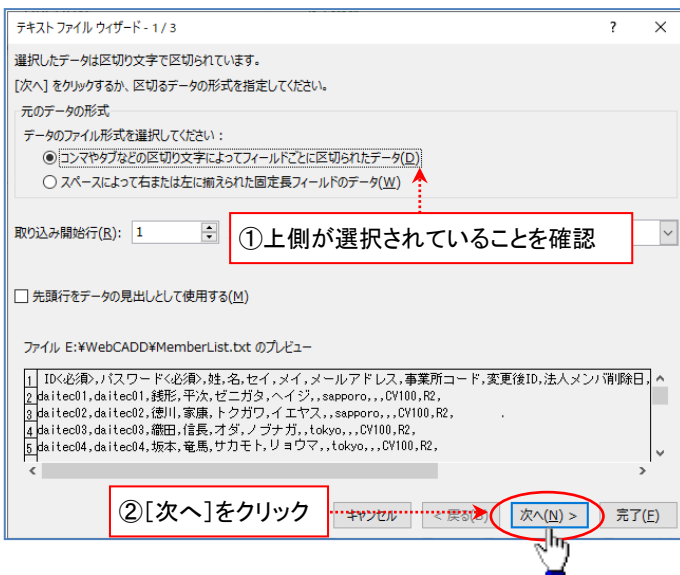 テキスト ファイル ウィザード - 1 / 3 ? ×
選択したデータは区切り文字で区切られています。
[次へ] をクリックするか、区切るデータの形式を指定してください。
元のデータの形式
データのファイル形式を選択してください：
コンマやタブなどの区切り文字によってフィールドごとに区切られたデータ(D)
スペースによって右または左に揃えられた固定長フィールドのデータ(W)
取り込み開始行(R): 1
①上側が選択されていることを確認
先頭行をデータの見出しとして使用する(M)
ファイル E:¥WebCADD¥MemberList.txt のプレビュー
1 ID<必須>,パスワード<必須>,姓,名,セイ,メイ,メールアドレス,事業所コード,変更後ID,法人メンバ削除日,
2 daitec01,daitec01,銭形,平次,ゼニガタ,ヘイジ,,sapporo,,,CV100,R2,
3 daitec02,daitec02,徳川,家康,トクガワ,イエヤス,,sapporo,,,CV100,R2,
4 daitec03,daitec03,織田,信長,オダ,ノブナガ,,tokyo,,,CV100,R2,
5 daitec04,daitec04,坂本,竜馬,サカモト,リョウマ,,tokyo,,,CV100,R2,
②[次へ]をクリック
キャンセル < 戻る(B) 次へ(N) > 完了(F)